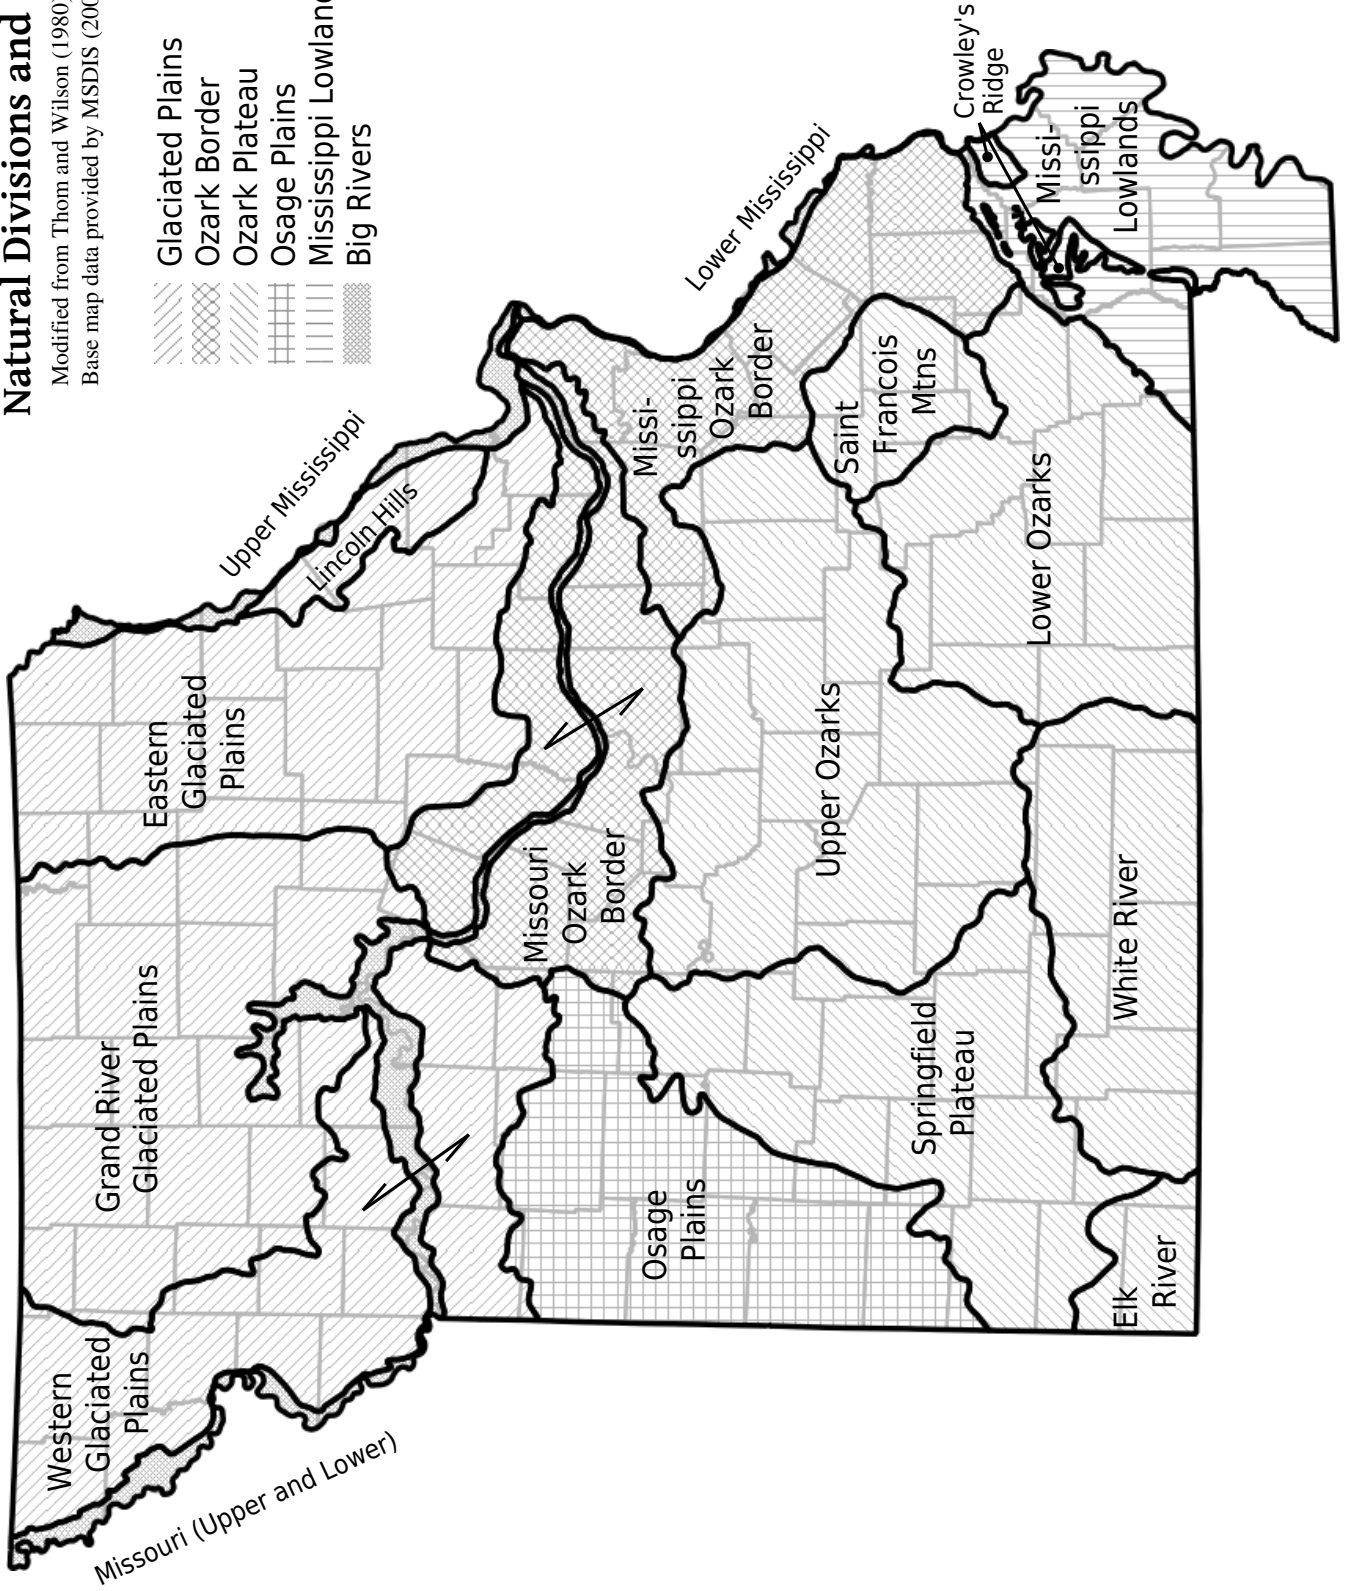 Natural Divisions and
Modified from Thom and Wilson (1980)
Base map data provided by MSDIS (200
Glaciated Plains
Ozark Border
Ozark Plateau
Osage Plains
Mississippi Lowlan
Big Rivers
Western
Glaciated
Plains
Grand River
Glaciated Plains
Eastern
Glaciated
Plains
Upper Mississippi
Lincoln Hills
Missouri (Upper and Lower)
Missouri
Ozark
Border
Missi-
ssippi
Ozark
Border
Lower Mississippi
Osage
Plains
Upper Ozarks
Saint
Francois
Mtns
Springfield
Plateau
Lower Ozarks
Crowley's
Ridge
Missi-
ssippi
Lowlands
Elk
River
White River